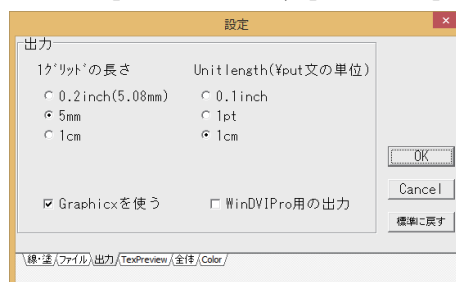 設定
出力
1グリッドの長さ
Unitlength(¥put文の単位)
0.2inch(5.08mm)
0.1inch
5mm
1pt
1cm
1cm
OK
Graphicxを使う
WinDVIPro用の出力
Cancel
標準に戻す
線・塗
ファイル
出力
TexPreview
全体
Color